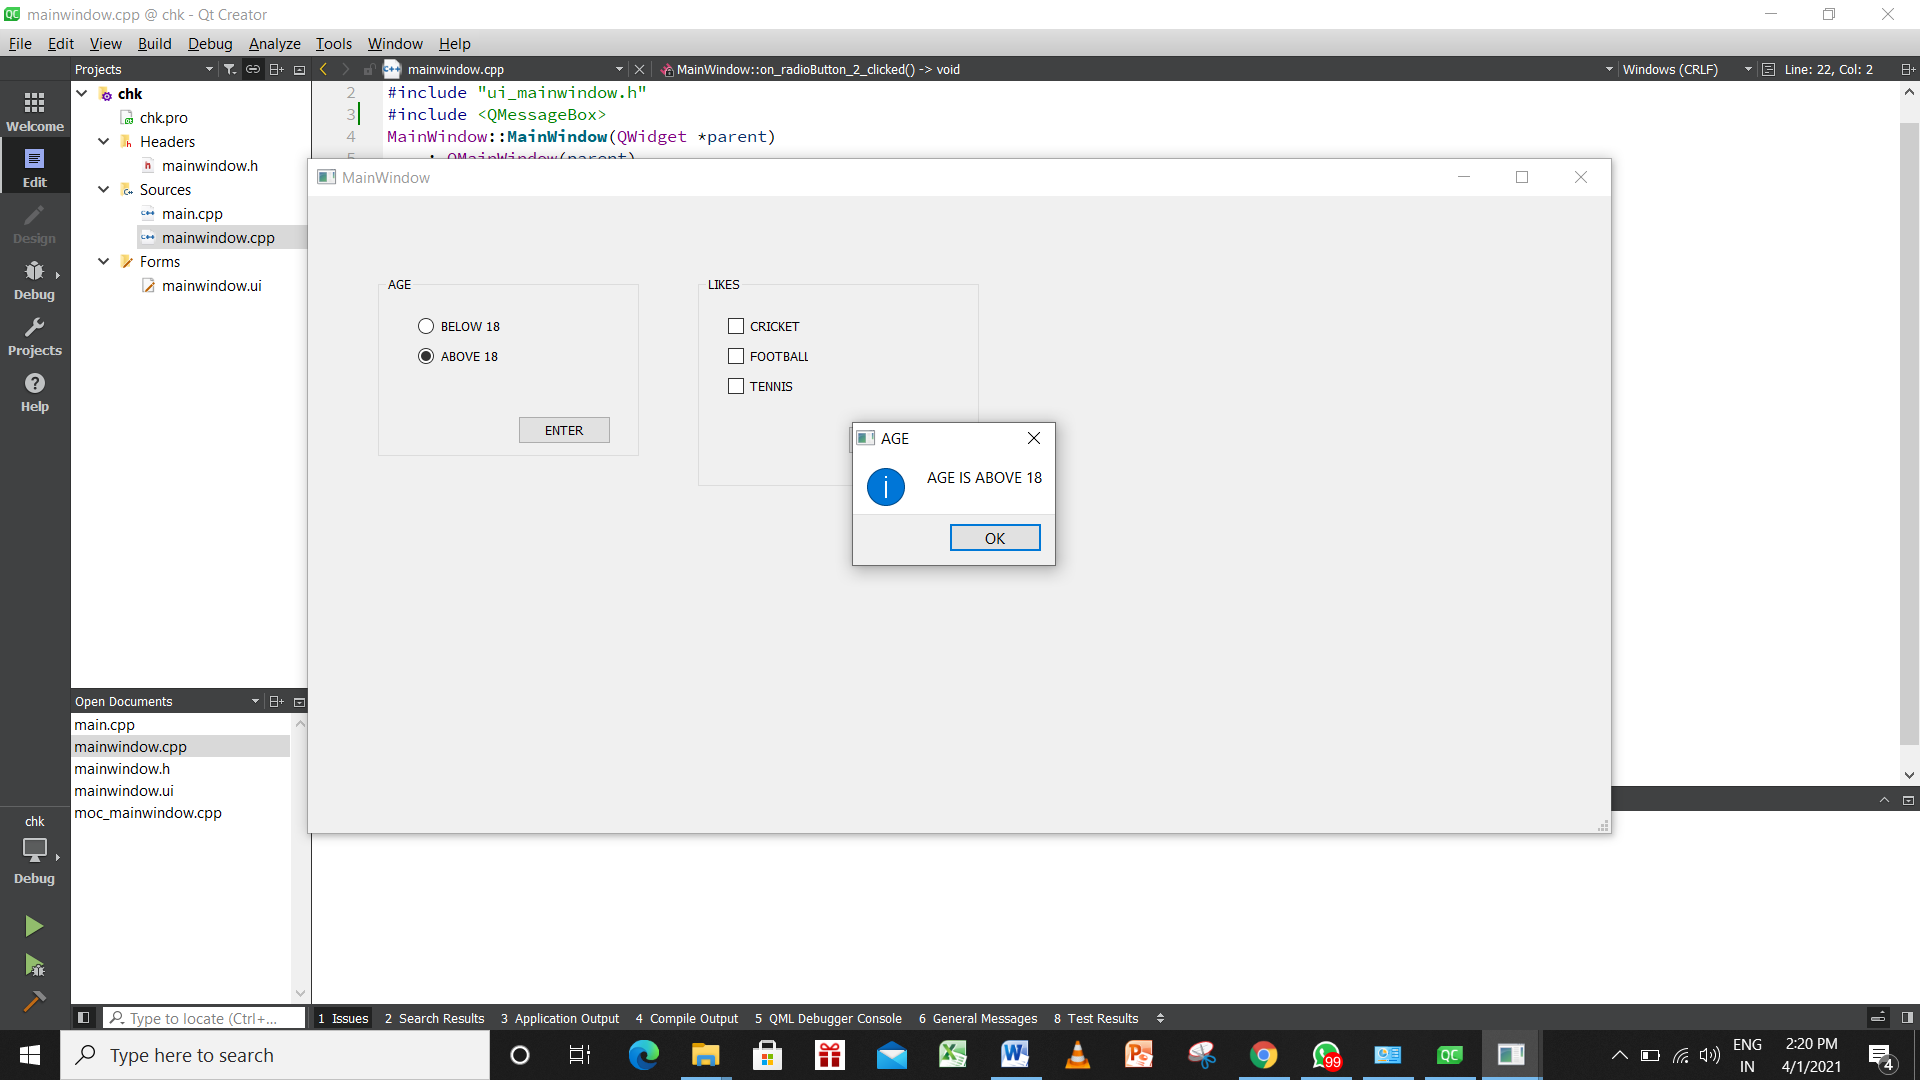 mainwindow.cpp @ chk - Qt Creator
File Edit View Build Debug Analyze Tools Window Help
Projects
mainwindow.cpp
MainWindow::on_radioButton_2_clicked() -> void
Windows (CRLF)
Line: 22, Col: 2
Welcome
Edit
Design
Debug
Projects
Help
chk
chk.pro
Headers
mainwindow.h
Sources
main.cpp
mainwindow.cpp
Forms
mainwindow.ui
2 #include "ui_mainwindow.h"
3 #include <QMessageBox>
4 MainWindow::MainWindow(QWidget *parent)
5 : QMainWindow(parent)
MainWindow
AGE
BELOW 18
ABOVE 18
ENTER
LIKES
CRICKET
FOOTBALL
TENNIS
AGE
AGE IS ABOVE 18
OK
Open Documents
main.cpp
mainwindow.cpp
mainwindow.h
mainwindow.ui
moc_mainwindow.cpp
chk
Debug
Type to locate (Ctrl+...
1 Issues 2 Search Results 3 Application Output 4 Compile Output 5 QML Debugger Console 6 General Messages 8 Test Results
Type here to search
99
QC
ENG
IN
2:20 PM
4/1/2021
4